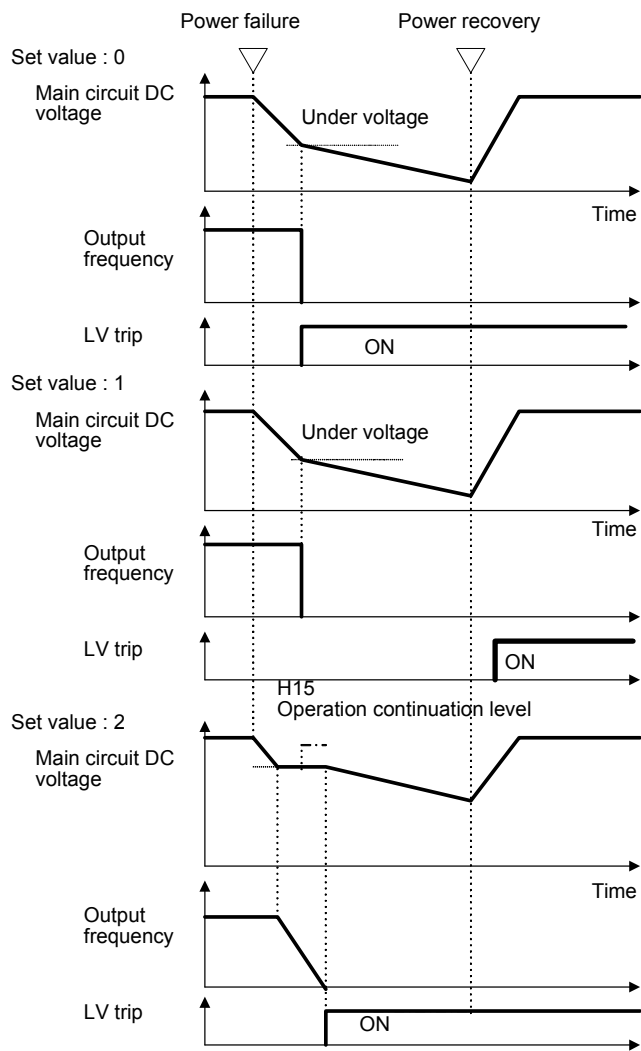 Power failure
Power recovery
Set value : 0
Main circuit DC
voltage
Under voltage
Time
Output
frequency
LV trip
ON
Set value : 1
Main circuit DC
voltage
Under voltage
Time
Output
frequency
LV trip
ON
H15
Operation continuation level
Set value : 2
Main circuit DC
voltage
Time
Output
frequency
LV trip
ON